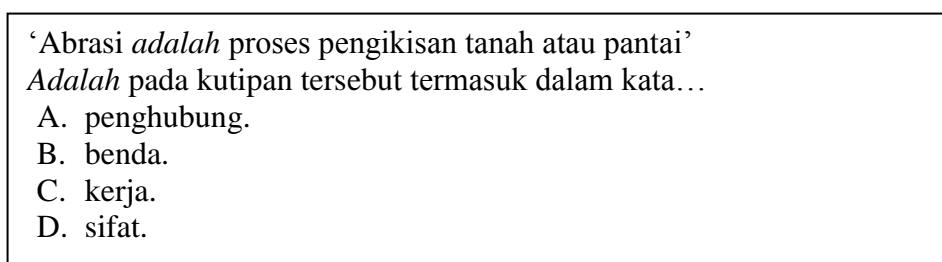 ‘Abrasi adalah proses pengikisan tanah atau pantai’
Adalah pada kutipan tersebut termasuk dalam kata…
A. penghubung.
B. benda.
C. kerja.
D. sifat.